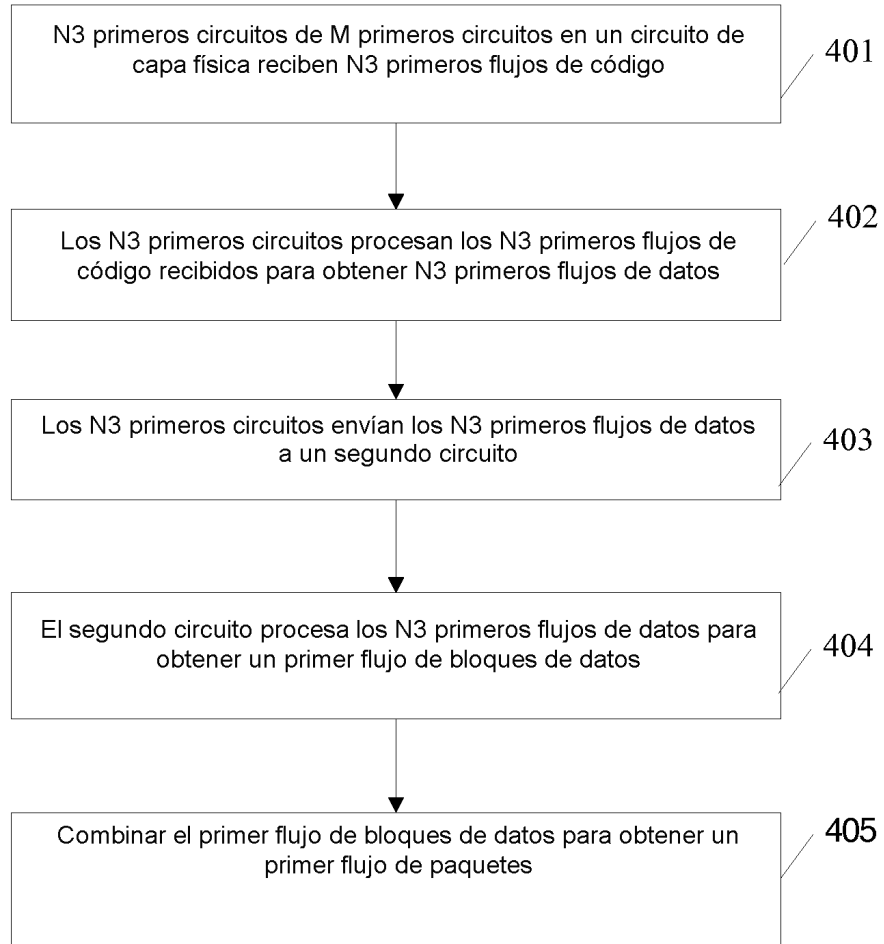 N3 primeros circuitos de M primeros circuitos en un circuito de
capa física reciben N3 primeros flujos de código
401
Los N3 primeros circuitos procesan los N3 primeros flujos de
código recibidos para obtener N3 primeros flujos de datos
402
Los N3 primeros circuitos envían los N3 primeros flujos de datos
a un segundo circuito
403
El segundo circuito procesa los N3 primeros flujos de datos para
obtener un primer flujo de bloques de datos
404
Combinar el primer flujo de bloques de datos para obtener un
primer flujo de paquetes
405